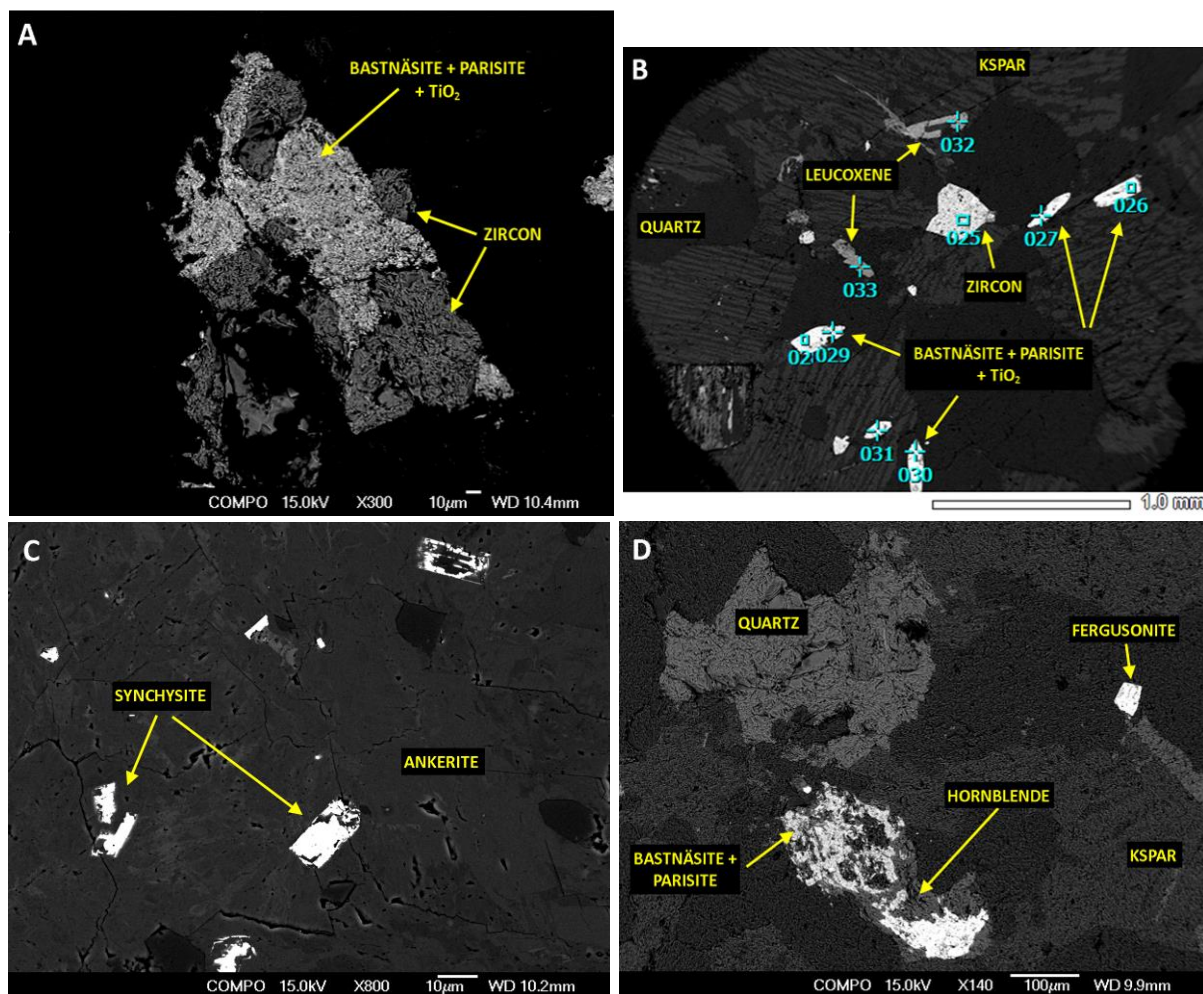 A
BASTNÄSITE + PARISITE
+ TiO₂
ZIRCON
COMPO 15.0kV X300 10µm WD 10.4mm
B
KSPAR
032
LEUCOXENE
QUARTZ
025
027
026
033
ZIRCON
02
029
BASTNÄSITE + PARISITE
+ TiO₂
031
030
1.0 mm
C
SYNCHYSITE
ANKERITE
COMPO 15.0kV X800 10µm WD 10.2mm
D
QUARTZ
FERGUSONITE
HORNBLENDE
BASTNÄSITE +
PARISITE
KSPAR
COMPO 15.0kV X140 100µm WD 9.9mm